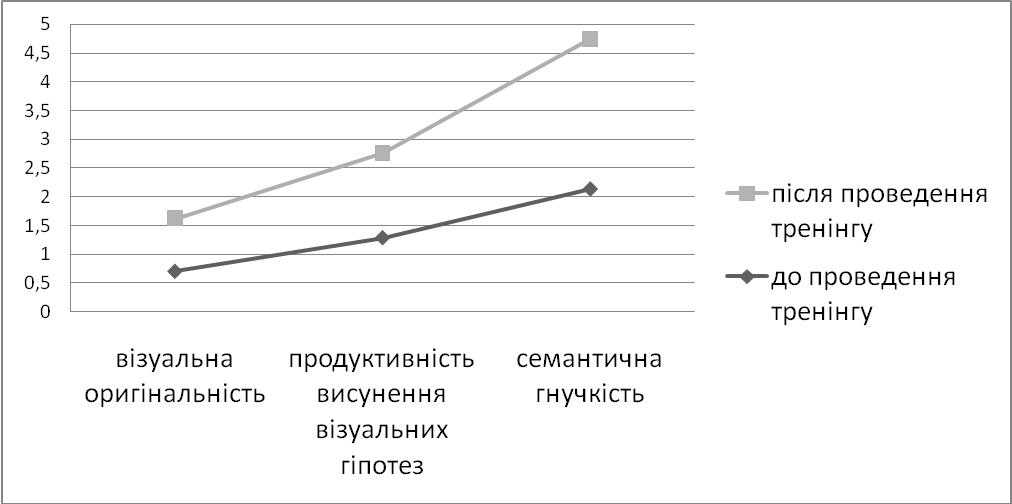 5
4,5
4
3,5
3
2,5
2
1,5
1
0,5
0
візуальна
оригінальність
продуктивність
висунення
візуальних
гіпотез
семантична
гнучкість
після проведення
тренінгу
до проведення
тренінгу